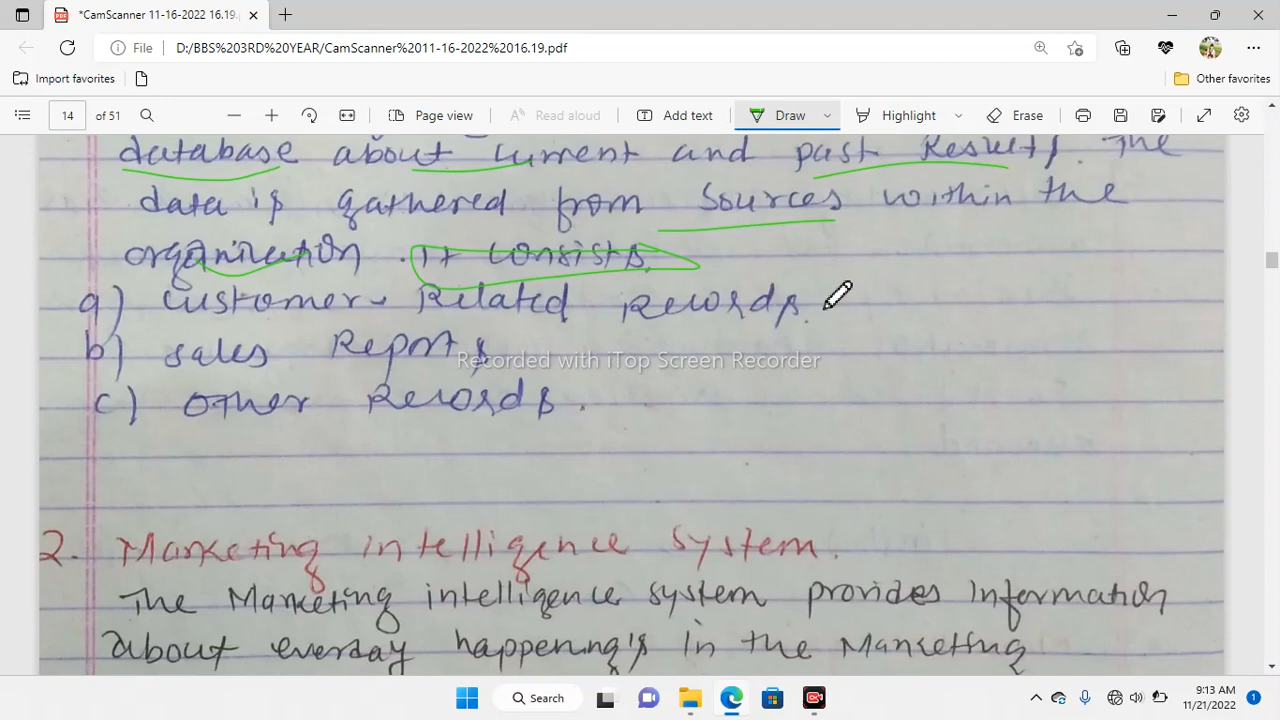 *CamScanner 11-16-2022 16.19.p
File
D:/BBS%203RD%20YEAR/CamScanner%2011-16-2022%2016.19.pdf
Import favorites
Other favorites
14 of 51
Page view
Read aloud
Add text
Draw
Highlight
Erase
database about current and past Results. The
data is gathered from sources within the
organization. It consists
a) Customer-Related Records.
b) Sales Reports
Recorded with iTop Screen Recorder
c) Other Records.
2. Marketing intelligence System.
The Marketing intelligence system provides Information
about everday happening's in the Marketing
Search
9:13 AM
11/21/2022
1